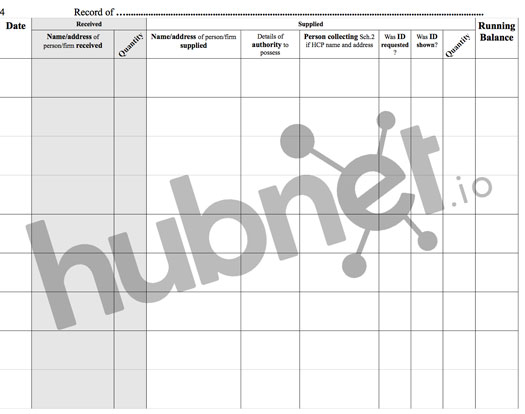 4
Record of ....................................................................................................
Received
Supplied
Date
Name/address of person/firm received
Quantity
Name/address of person/firm supplied
Details of authority to possess
Person collecting Sch.2 if HCP name and address
Was ID requested ?
Was ID shown?
Quantity
Running Balance
hubnet.io